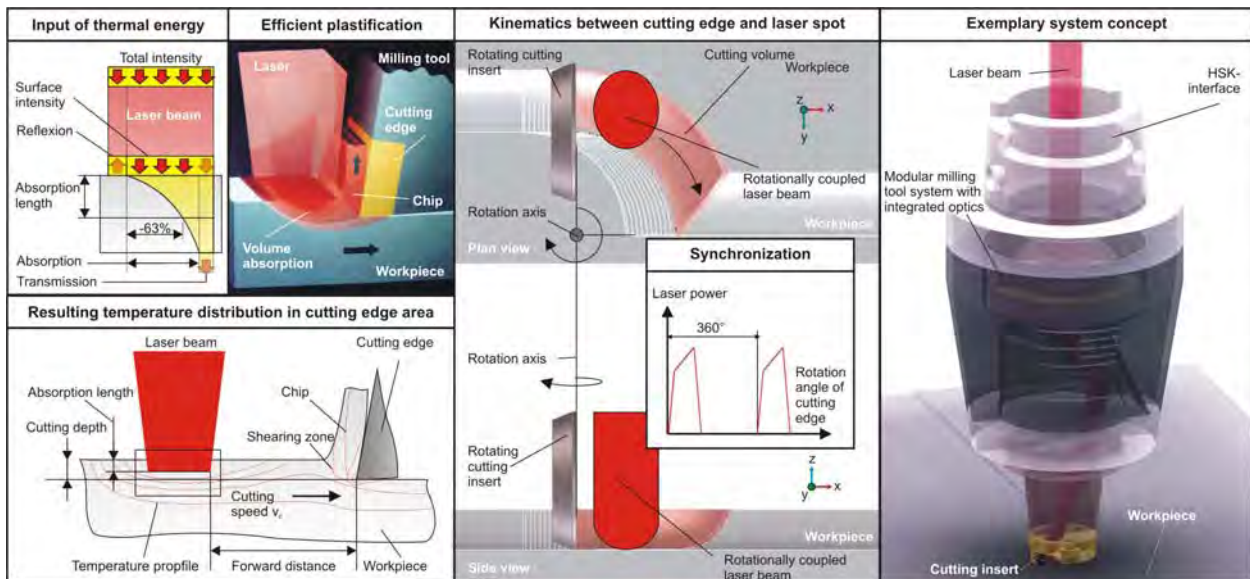 Input of thermal energy
Total intensity
Surface
intensity
Laser beam
Reflexion
Absorption
length
-63%
Absorption
Transmission
Efficient plastification
Laser
Milling tool
Cutting
edge
Chip
Volume
absorption
Workpiece
Resulting temperature distribution in cutting edge area
Laser beam
Cutting edge
Absorption length
Chip
Cutting depth
Shearing zone
Cutting
speed vc
Temperature propfile
Forward distance
Workpiece
Kinematics between cutting edge and laser spot
Rotating cutting
insert
Cutting volume
Workpiece
z
x
y
Rotationally coupled
laser beam
Rotation axis
Workpiece
Plan view
Synchronization
Laser power
360°
Rotation
angle of
cutting
edge
Rotation axis
Rotating
cutting
insert
z
y
x
Workpiece
Rotationally coupled
laser beam
Side view
Exemplary system concept
Laser beam
HSK-
interface
Modular milling
tool system with
integrated optics
Workpiece
Cutting insert